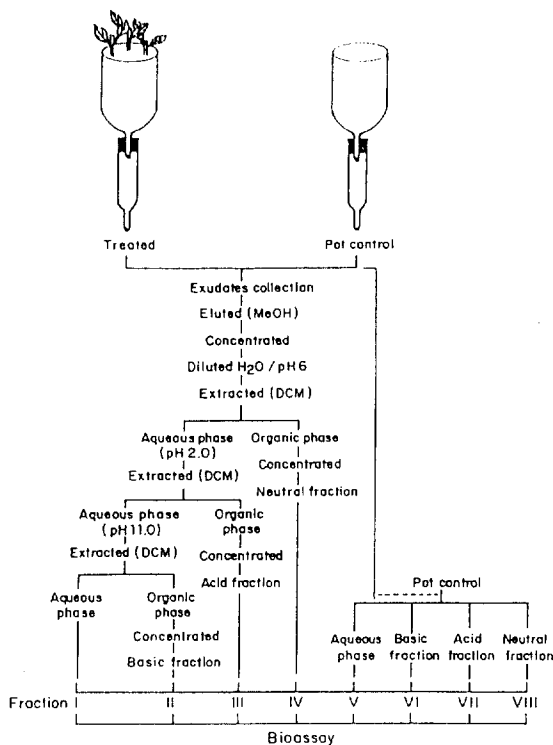 Treated
Pot control
Exudates collection
Eluted (MeOH)
Concentrated
Diluted H2O / pH 6
Extracted (DCM)
Aqueous phase
(pH 2.0)
Organic phase
Concentrated
Extracted (DCM)
Neutral fraction
Aqueous phase
(pH 11.0)
Organic
phase
Extracted (DCM)
Concentrated
Acid fraction
Pot control
Aqueous
phase
Organic
phase
Concentrated
Basic fraction
Aqueous
phase
Basic
fraction
Acid
fraction
Neutral
fraction
Fraction I II III IV V VI VII VIII
Bioassay